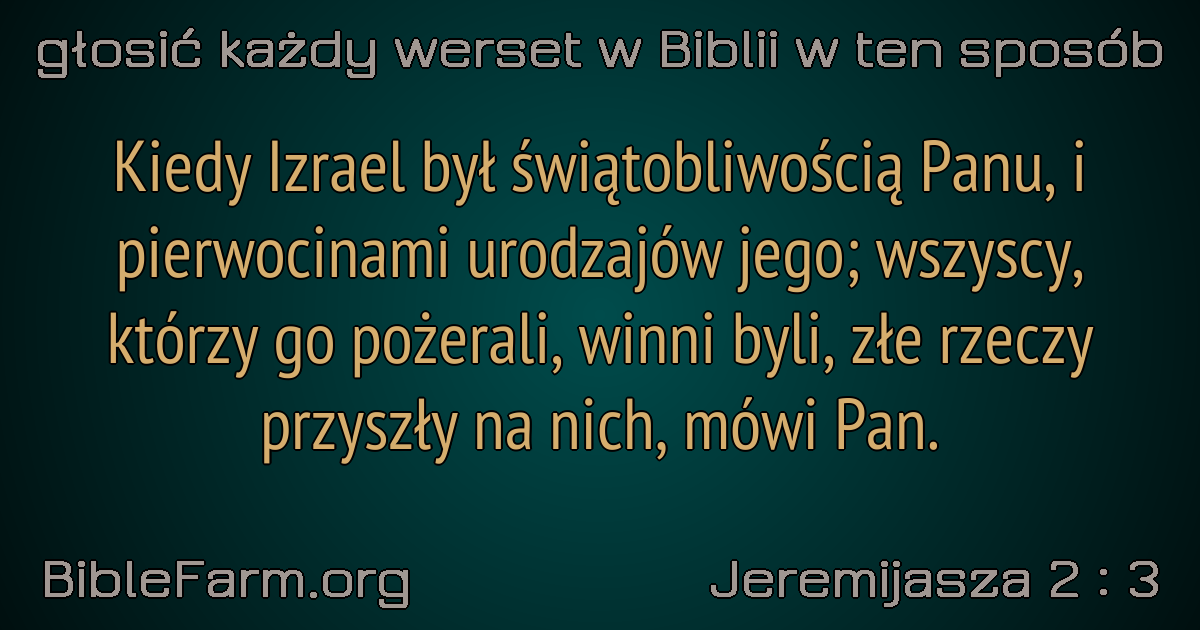 głosić każdy werset w Biblii w ten sposób
Kiedy Izrael był świątobliwością Panu, i
pierwocinami urodzajów jego; wszyscy,
którzy go pożerali, winni byli, złe rzeczy
przyszły na nich, mówi Pan.
BibleFarm.org
Jeremijasza 2 : 3